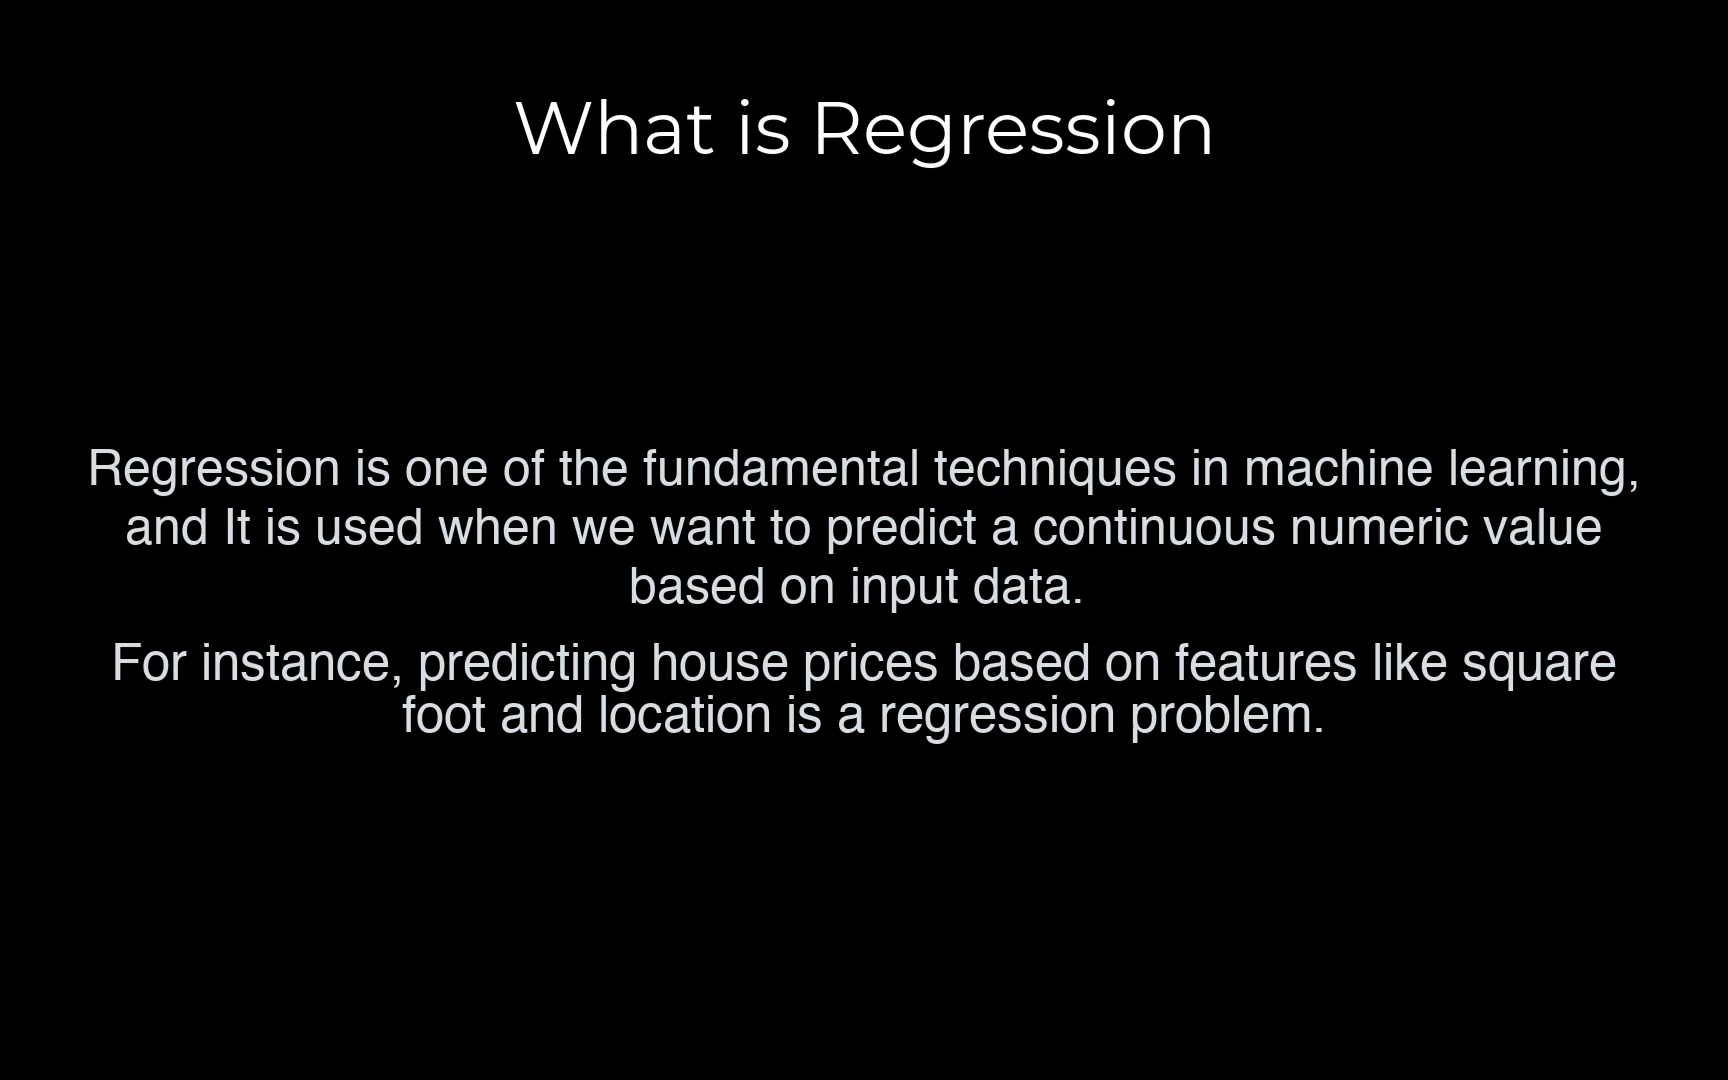 What is Regression
Regression is one of the fundamental techniques in machine learning,
and It is used when we want to predict a continuous numeric value
based on input data.
For instance, predicting house prices based on features like square
foot and location is a regression problem.